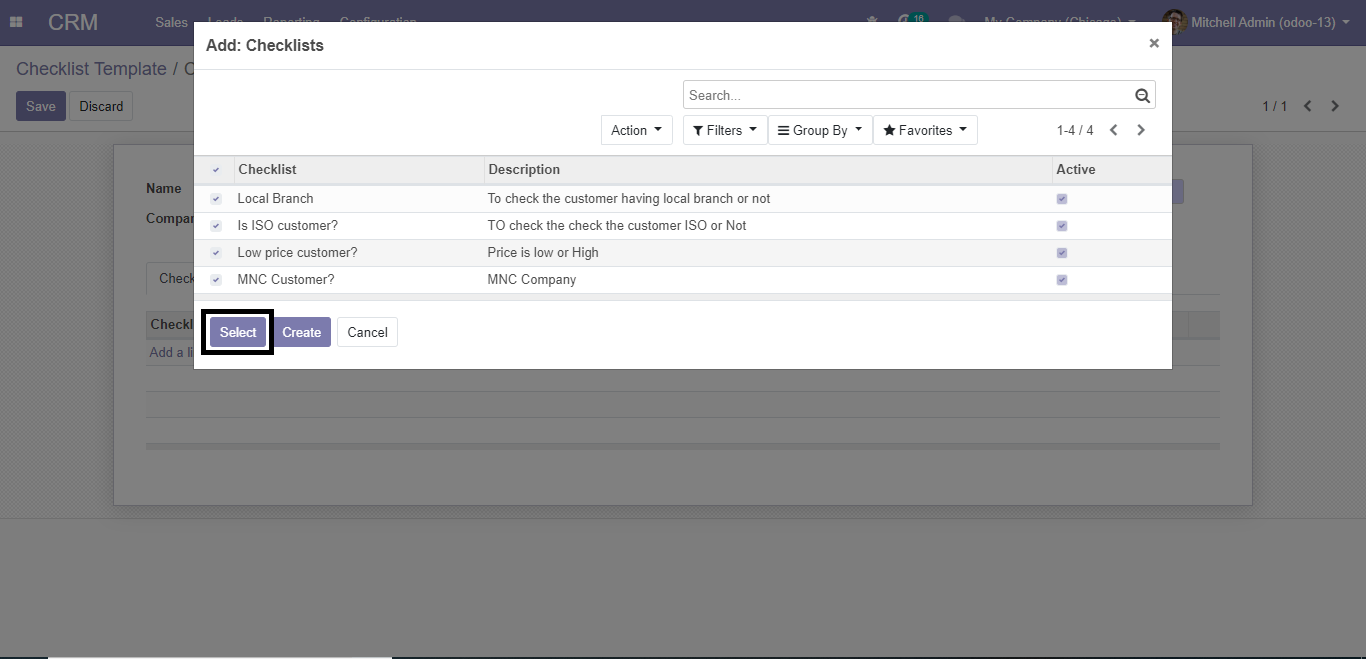 CRM Sales Leads Reporting Configuration 16 My Company (Chicago) Mitchell Admin (odoo-13)
Add: Checklists ×
Checklist Template / C
Search...
Save Discard
1 / 1
Action Filters Group By Favorites 1-4 / 4
Checklist Description Active
Name
Local Branch To check the customer having local branch or not
Compan
Is ISO customer? TO check the check the customer ISO or Not
Low price customer? Price is low or High
Check
MNC Customer? MNC Company
Checkl
Select Create Cancel
Add a li